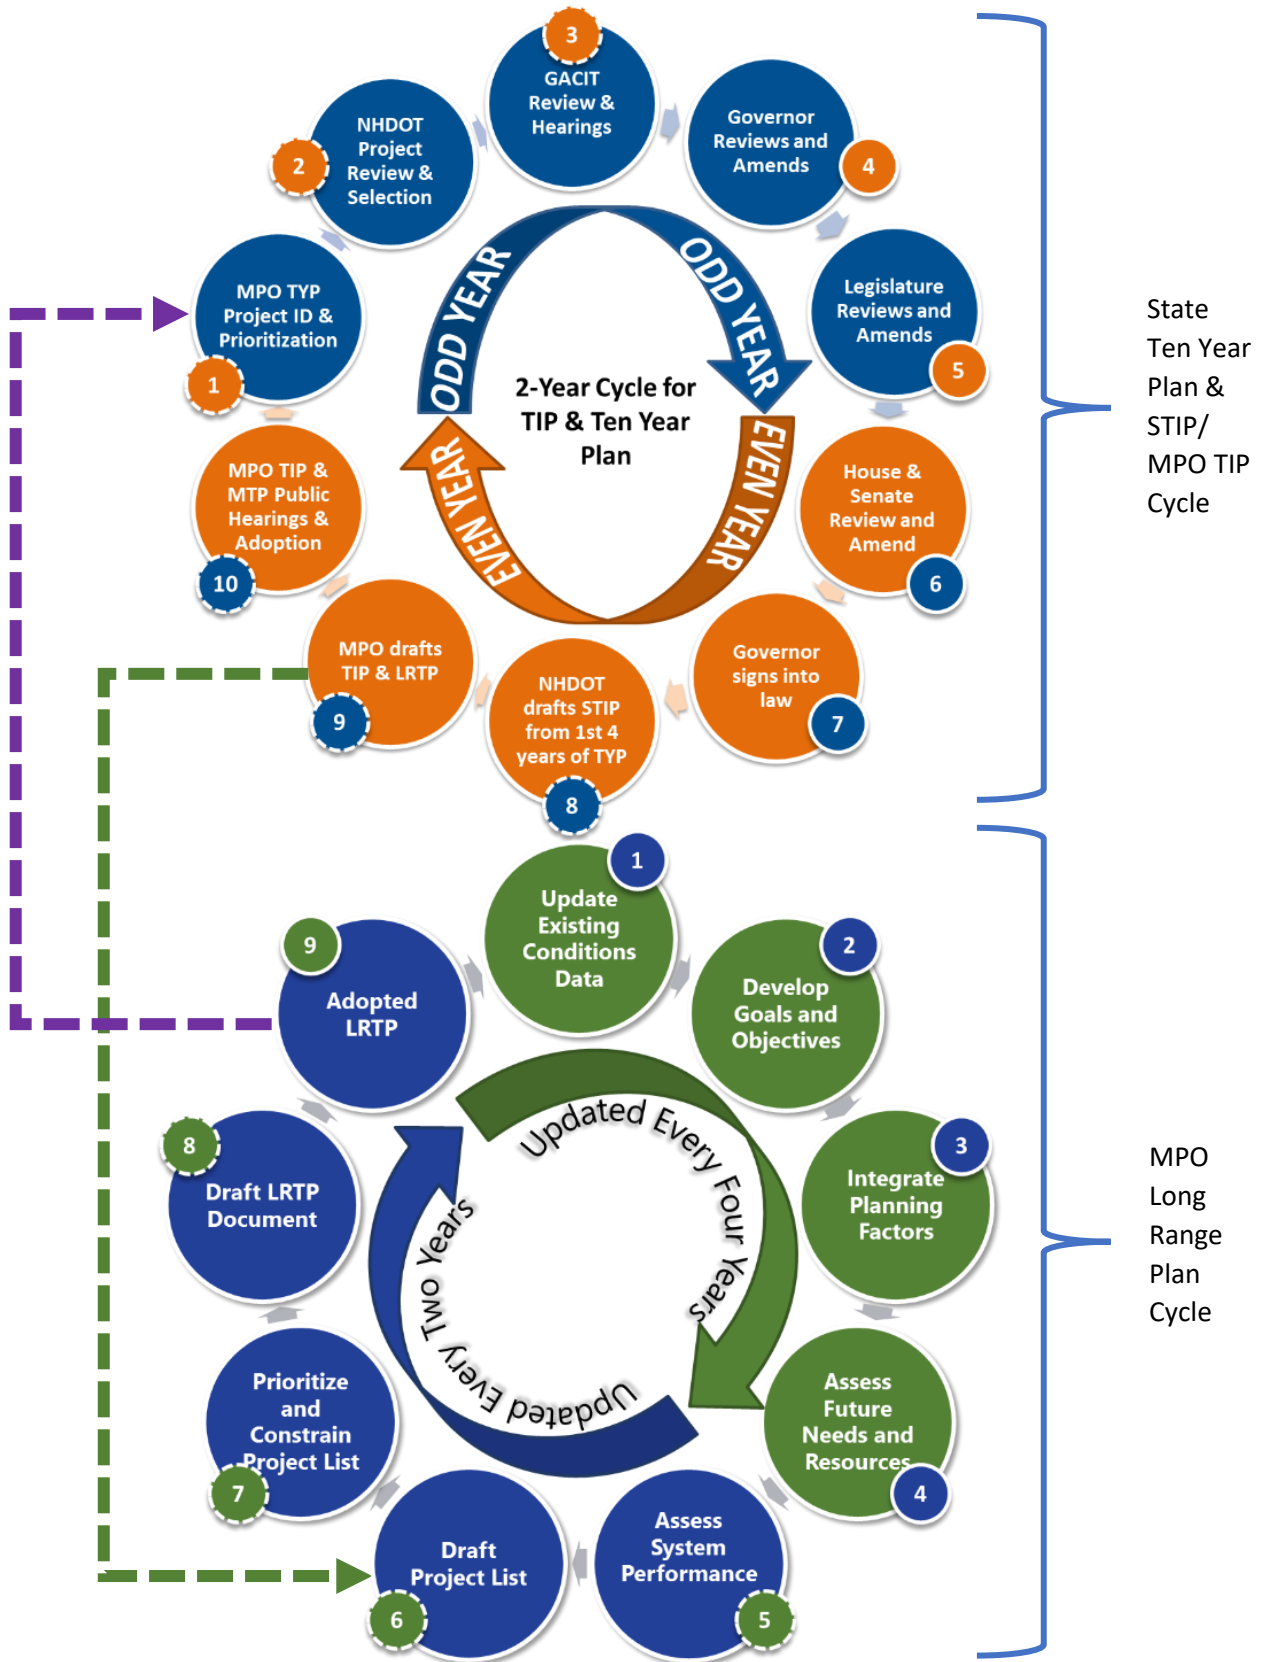 3
GACIT
Review &
Hearings
Governor
Reviews and
Amends
4
NHDOT
Project
Review &
Selection
2
Legislature
Reviews and
Amends
5
MPO TYP
Project ID &
Prioritization
1
ODD YEAR
ODD YEAR
2-Year Cycle for
TIP & Ten Year
Plan
EVEN YEAR
EVEN YEAR
House &
Senate
Review and
Amend
6
MPO TIP &
MTP Public
Hearings &
Adoption
10
Governor
signs into
law
7
MPO drafts
TIP & LRTP
9
NHDOT
drafts STIP
from 1st 4
years of TYP
8
State
Ten Year
Plan &
STIP/
MPO TIP
Cycle
1
Update
Existing
Conditions
Data
2
Develop
Goals and
Objectives
3
Integrate
Planning
Factors
Assess
Future
Needs and
Resources
4
Assess
System
Performance
5
Draft
Project List
6
Prioritize
and
Constrain
Project List
7
8
Draft LRTP
Document
9
Adopted
LRTP
Updated Every Four Years
Updated Every Two Years
MPO
Long
Range
Plan
Cycle